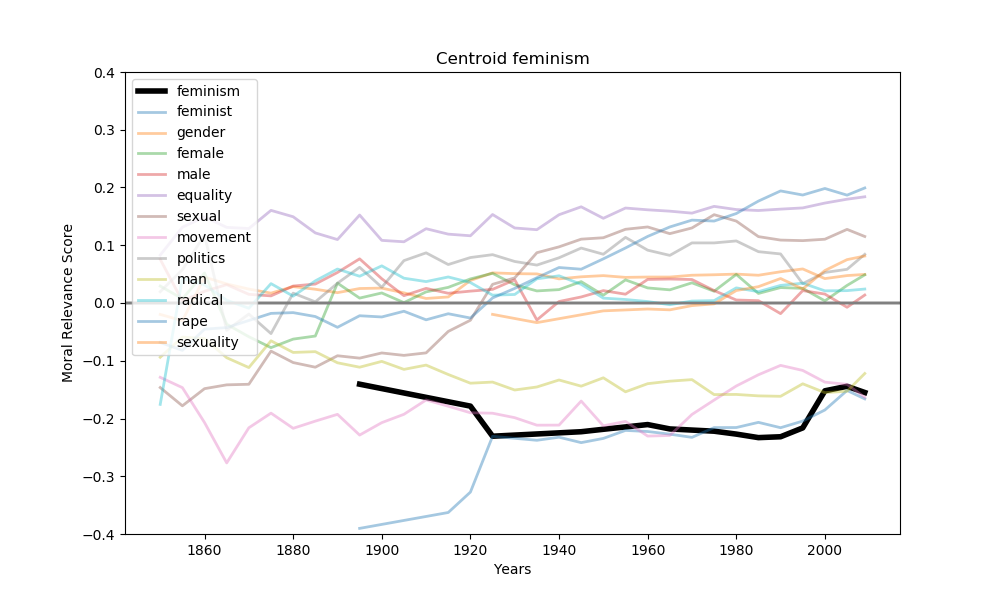 Centroid feminism
Moral Relevance Score
0.4
0.3
0.2
0.1
0.0
−0.1
−0.2
−0.3
−0.4
feminism
feminist
gender
female
male
equality
sexual
movement
politics
man
radical
rape
sexuality
1860 1880 1900 1920 1940 1960 1980 2000
Years